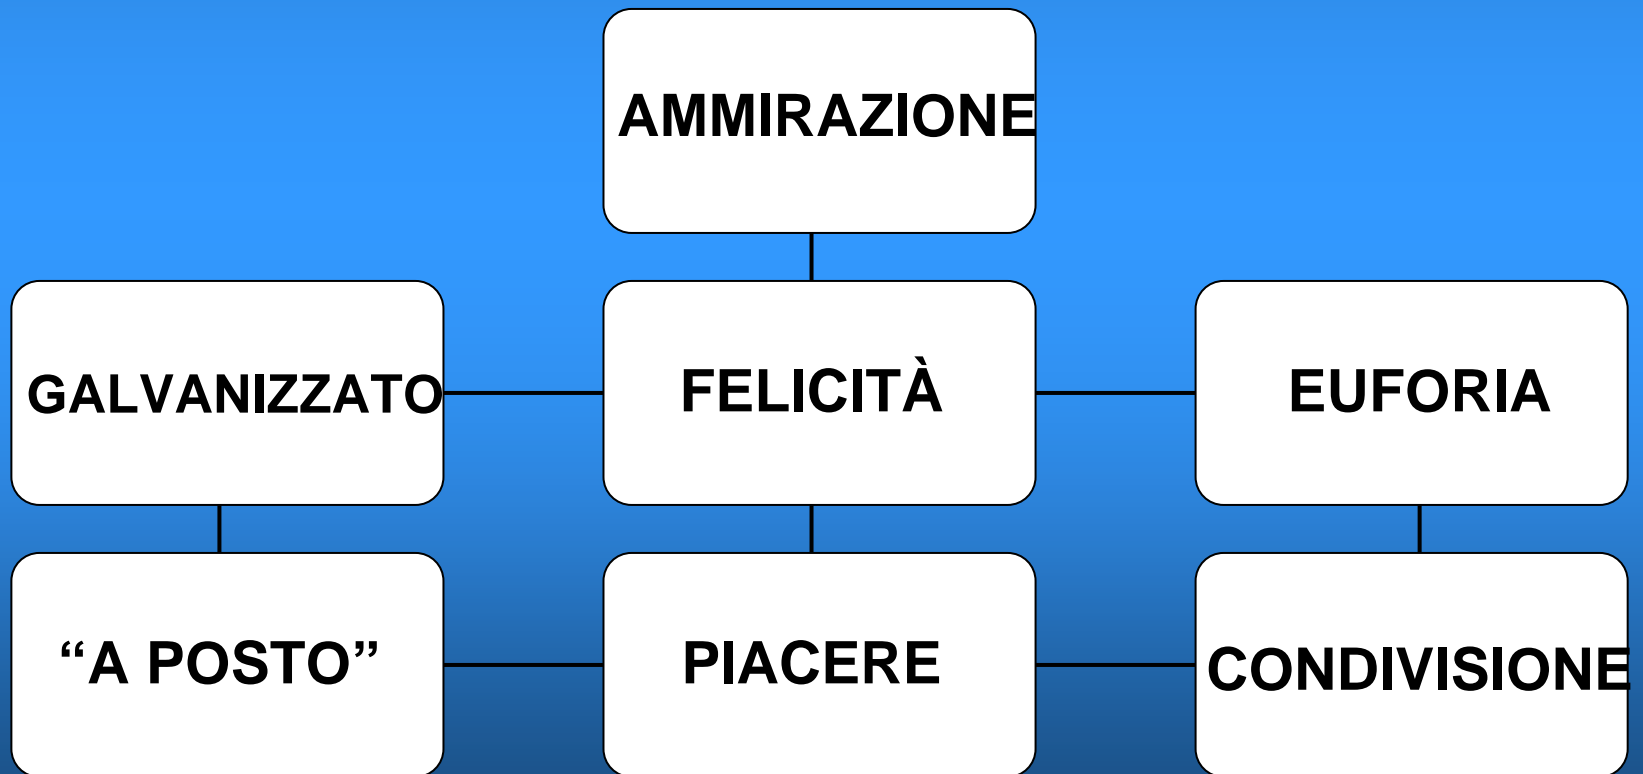 AMMIRAZIONE
GALVANIZZATO
FELICITÀ
EUFORIA
“A POSTO”
PIACERE
CONDIVISIONE